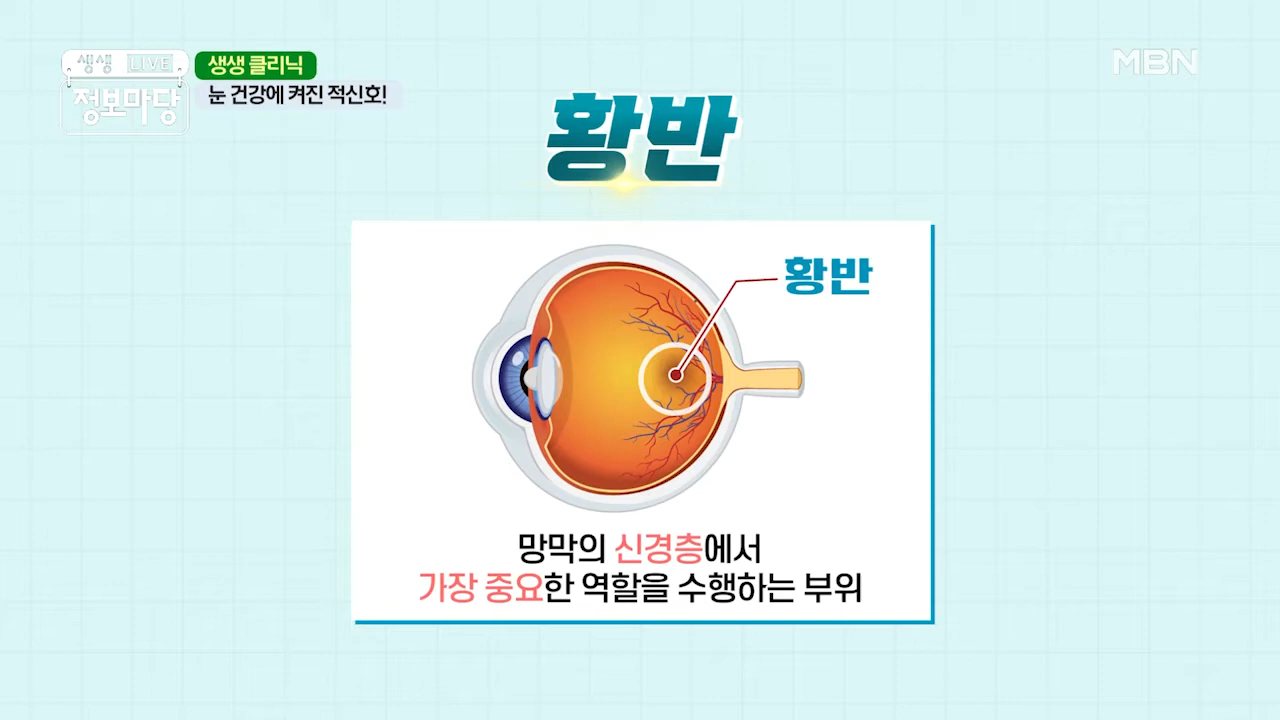 생생 LIVE
정보마당
생생 클리닉
눈 건강에 켜진 적신호!
MBN
황반
황반
망막의 신경층에서
가장 중요한 역할을 수행하는 부위